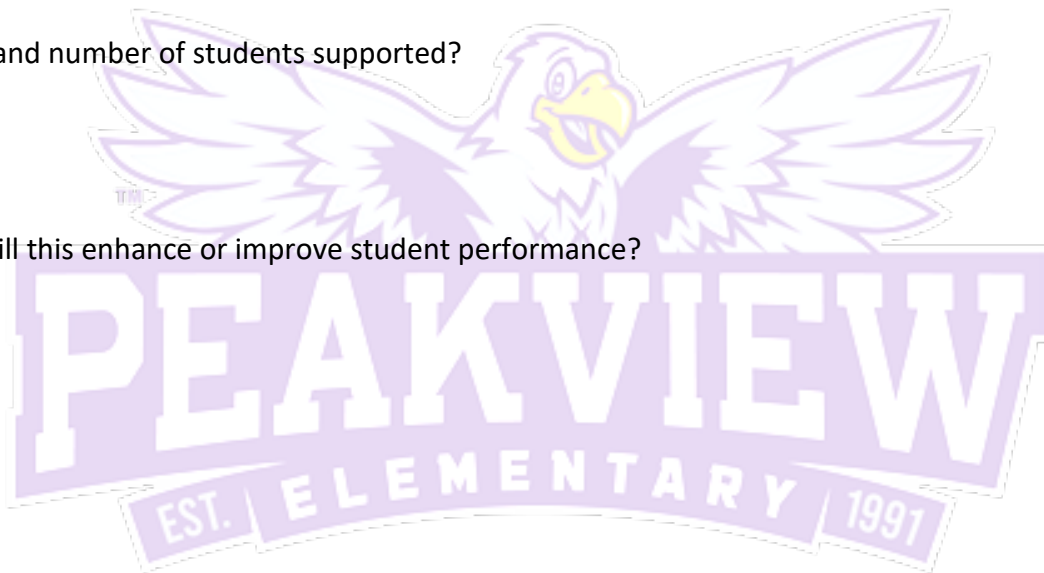 and number of students supported?
TM
ill this enhance or improve student performance?
PEAKVIEW
EST. ELEMENTARY 1991